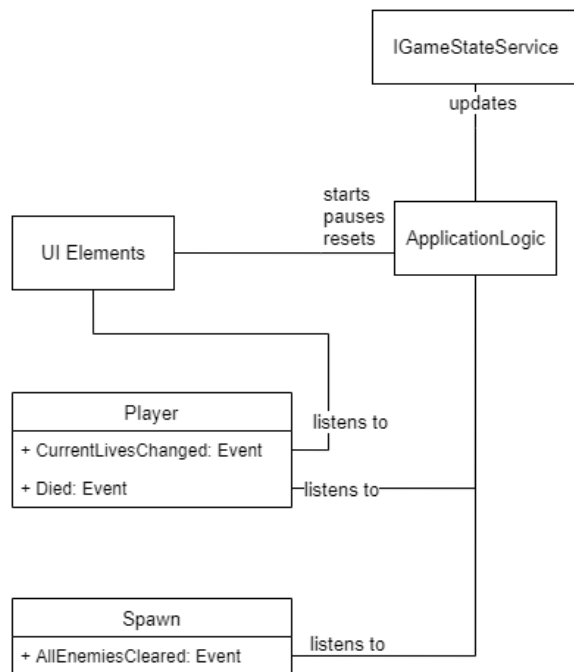 IGameStateService
updates
starts
pauses
resets
ApplicationLogic
UI Elements
Player
listens to
+ CurrentLivesChanged: Event
+ Died: Event
listens to
Spawn
listens to
+ AllEnemiesCleared: Event